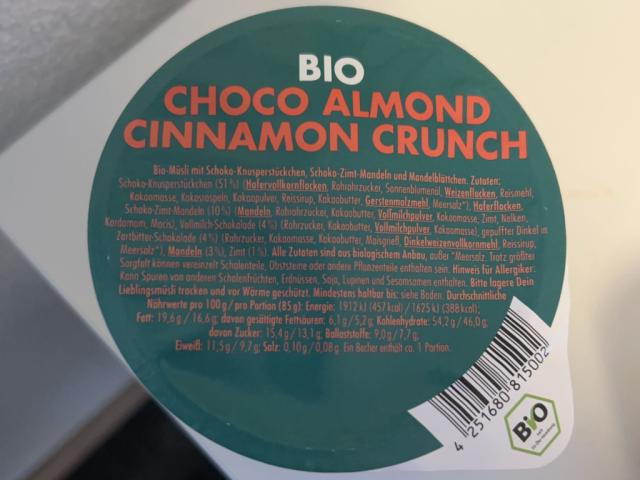 BIO
CHOCO ALMOND
CINNAMON CRUNCH
Bio-Müsli mit Schoko-Knusperstückchen, Schoko-Zimt-Mandeln und Mandelblättchen. Zutaten:
Schoko-Knusperstückchen (51%) (Hafervollkornflocken, Rohrohrzucker, Sonnenblumenöl, Weizenflocken, Reismehl,
Kakaomasse, Kokosraspeln, Kakaopulver, Reissirup, Kakaobutter, Gerstenmalzmehl, Meersalz*), Haferflocken,
Schoko-Zimt-Mandeln (10%) (Mandeln, Rohrohrzucker, Kakaobutter, Vollmilchpulver, Kakaomasse, Zimt, Nelken,
Kardamom, Macis), Vollmilch-Schokolade (4%) (Rohrzucker, Kakaobutter, Vollmilchpulver, Kakaomasse), gepuffter Dinkel in
Zartbitter-Schokolade (4%) (Rohrzucker, Kakaomasse, Kakaobutter, Maisgrieß, Dinkelweizenvollkornmehl, Reissirup,
Meersalz*), Mandeln (3%), Zimt (1%). Alle Zutaten sind aus biologischem Anbau, außer *Meersalz. Trotz größter
Sorgfalt können vereinzelt Schalenteile, Obststeine oder andere Pflanzenteile enthalten sein. Hinweis für Allergiker:
Kann Spuren von anderen Schalenfrüchten, Erdnüssen, Soja, Lupinen und Sesamsamen enthalten. Bitte lagere Dein
Lieblingsmüsli trocken und vor Wärme geschützt. Mindestens haltbar bis: siehe Boden. Durchschnittliche
Nährwerte pro 100 g / pro Portion (85 g): Energie: 1912 kJ (457 kcal) / 1625 kJ (388 kcal);
Fett: 19,6 g / 16,6 g; davon gesättigte Fettsäuren: 6,1 g / 5,2 g; Kohlenhydrate: 54,2 g / 46,0 g;
davon Zucker: 15,4 g / 13,1 g; Ballaststoffe: 9,0 g / 7,7 g;
Eiweiß: 11,5 g / 9,7 g; Salz: 0,10 g / 0,08 g. Ein Becher enthält ca. 1 Portion.
4 251680 815002
Bio